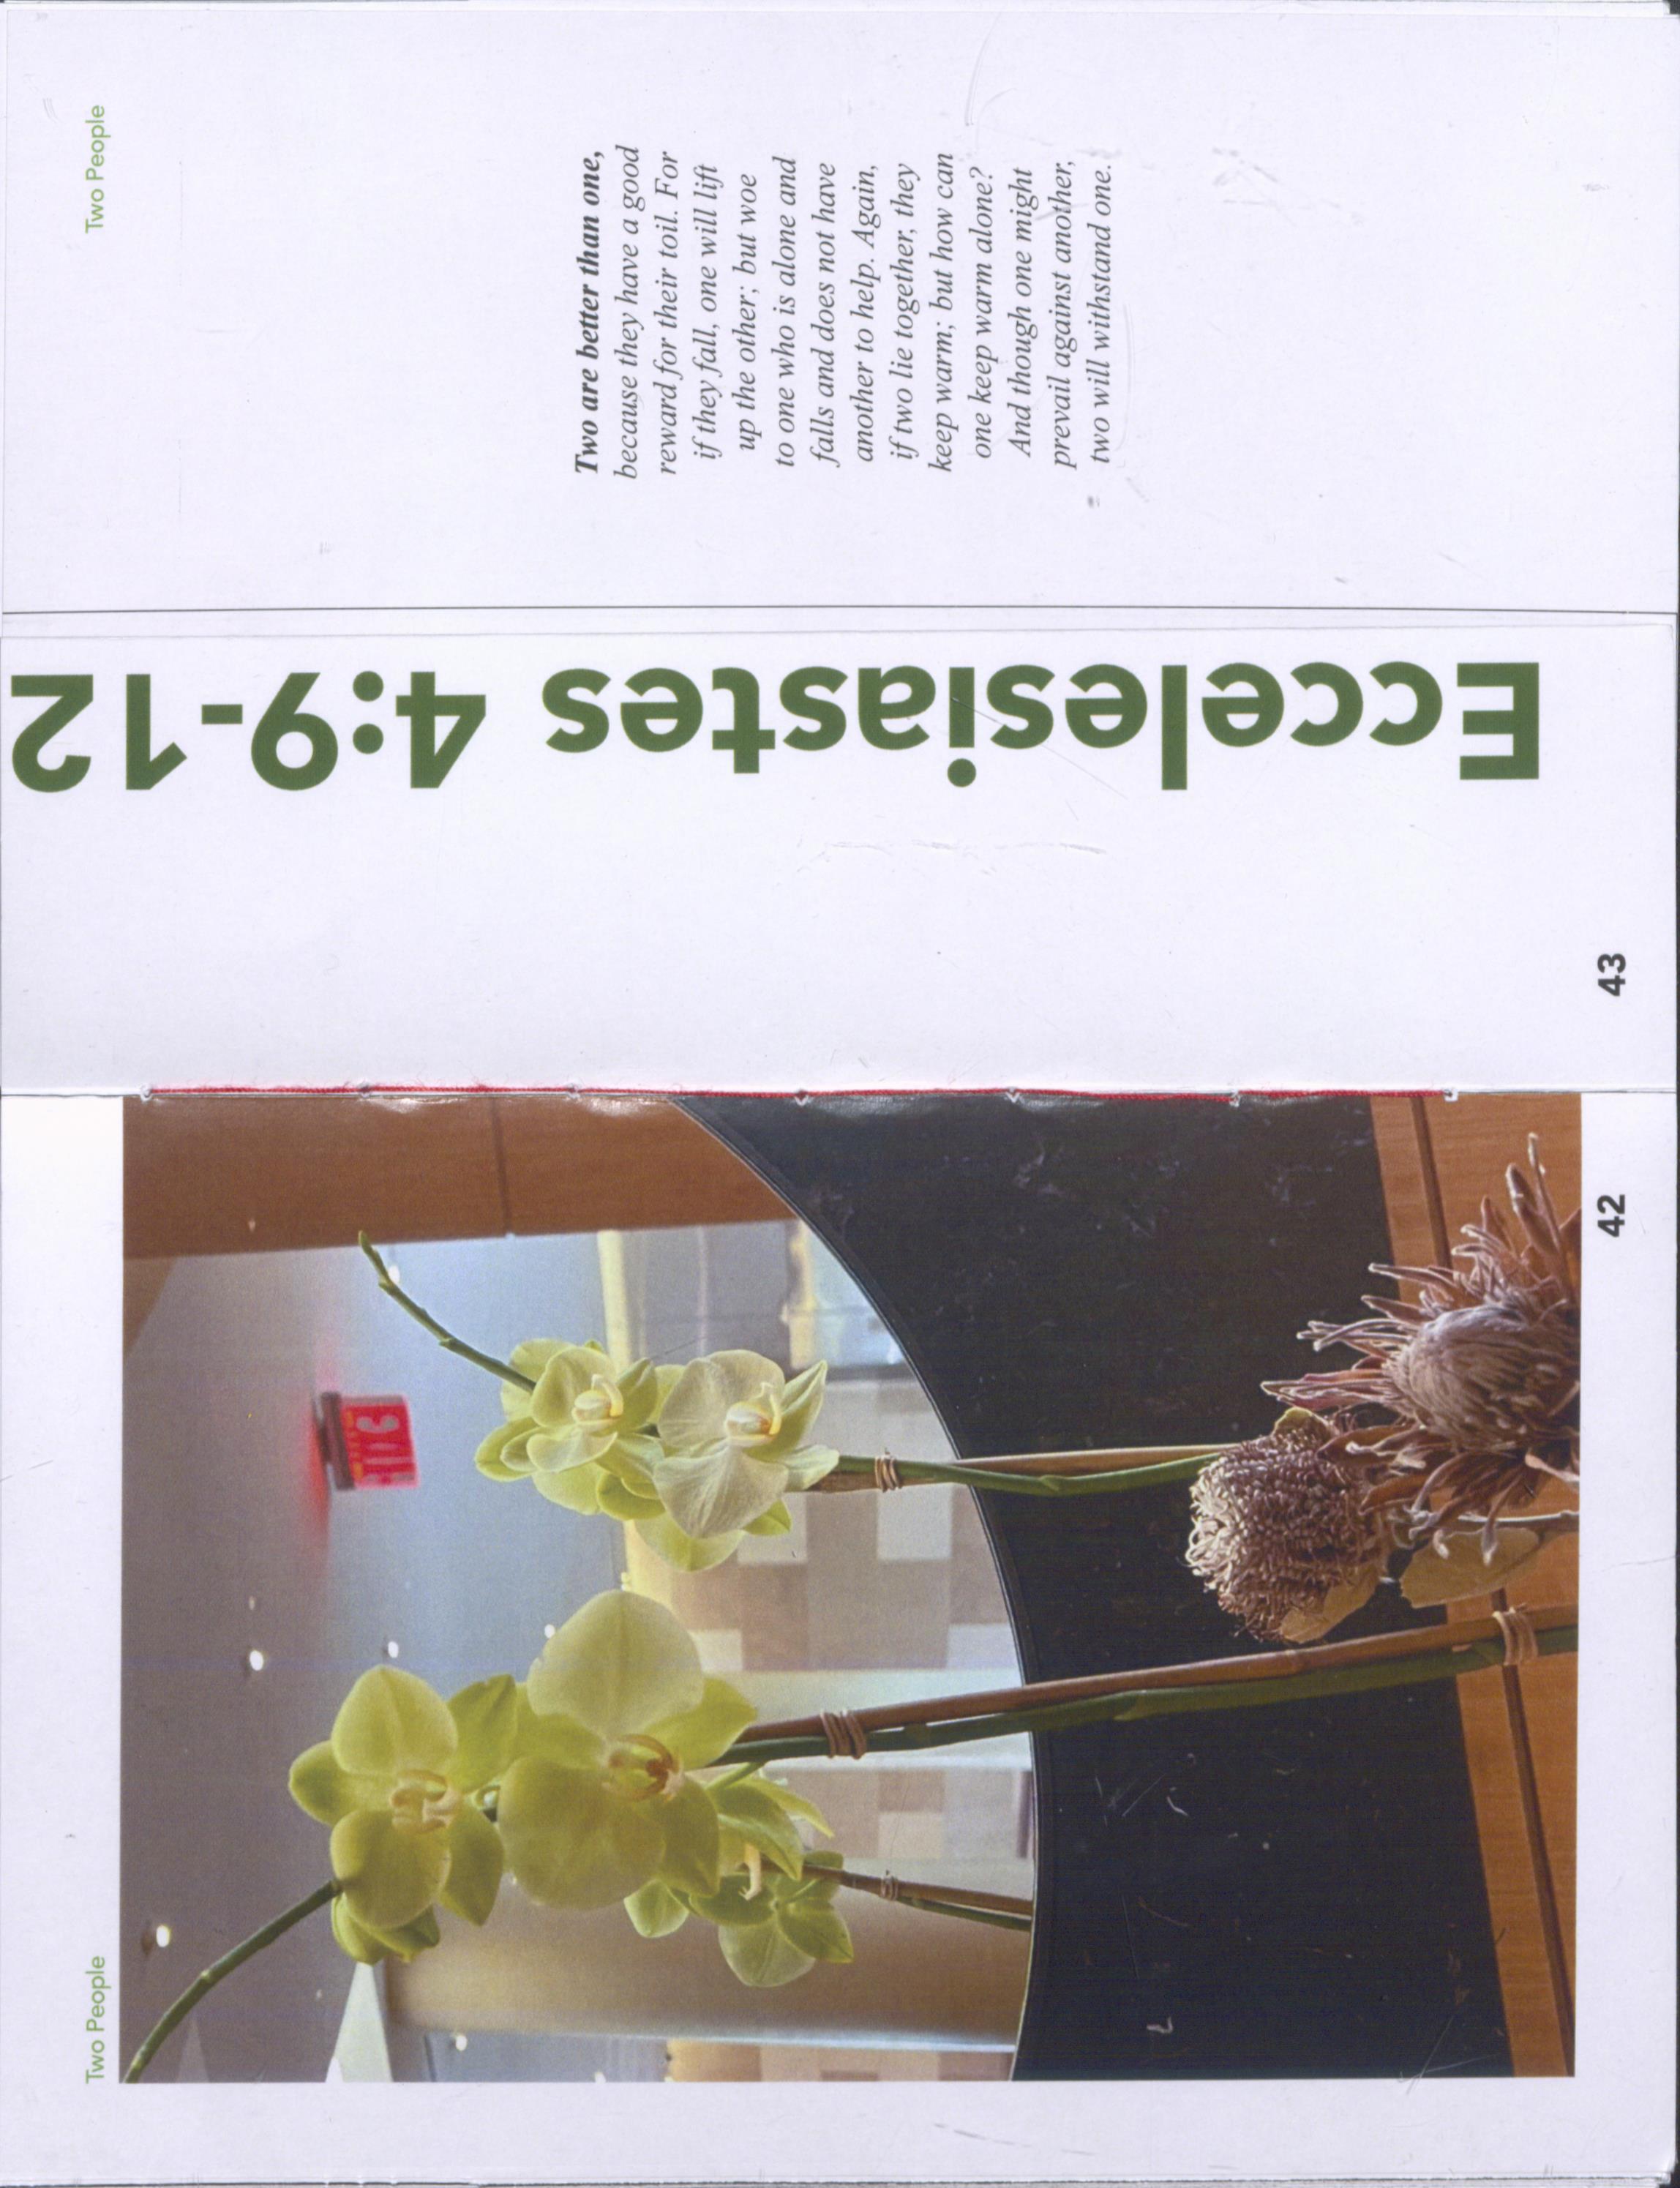 Two People
42
43
Ecclesiastes 4:9-12
Two People
Two are better than one,
because they have a good
reward for their toil. For
if they fall, one will lift
up the other; but woe
to one who is alone and
falls and does not have
another to help. Again,
if two lie together, they
keep warm; but how can
one keep warm alone?
And though one might
prevail against another,
two will withstand one.